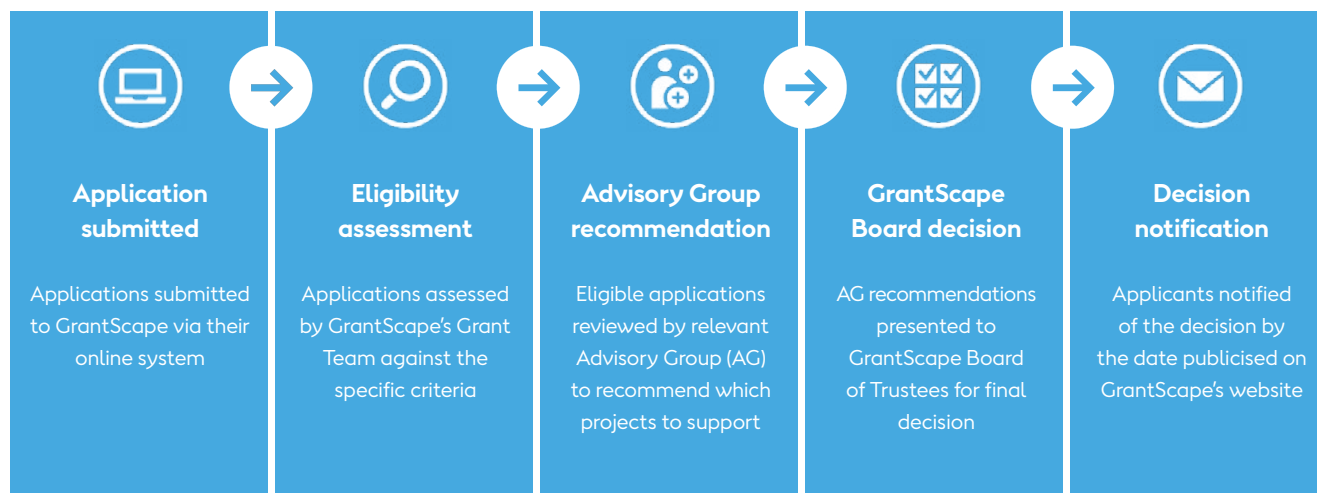 Application
submitted
Applications submitted
to GrantScape via their
online system
Eligibility
assessment
Applications assessed
by GrantScape's Grant
Team against the
specific criteria
Advisory Group
recommendation
Eligible applications
reviewed by relevant
Advisory Group (AG)
to recommend which
projects to support
GrantScape
Board decision
AG recommendations
presented to
GrantScape Board
of Trustees for final
decision
Decision
notification
Applicants notified
of the decision by
the date publicised on
GrantScape's website